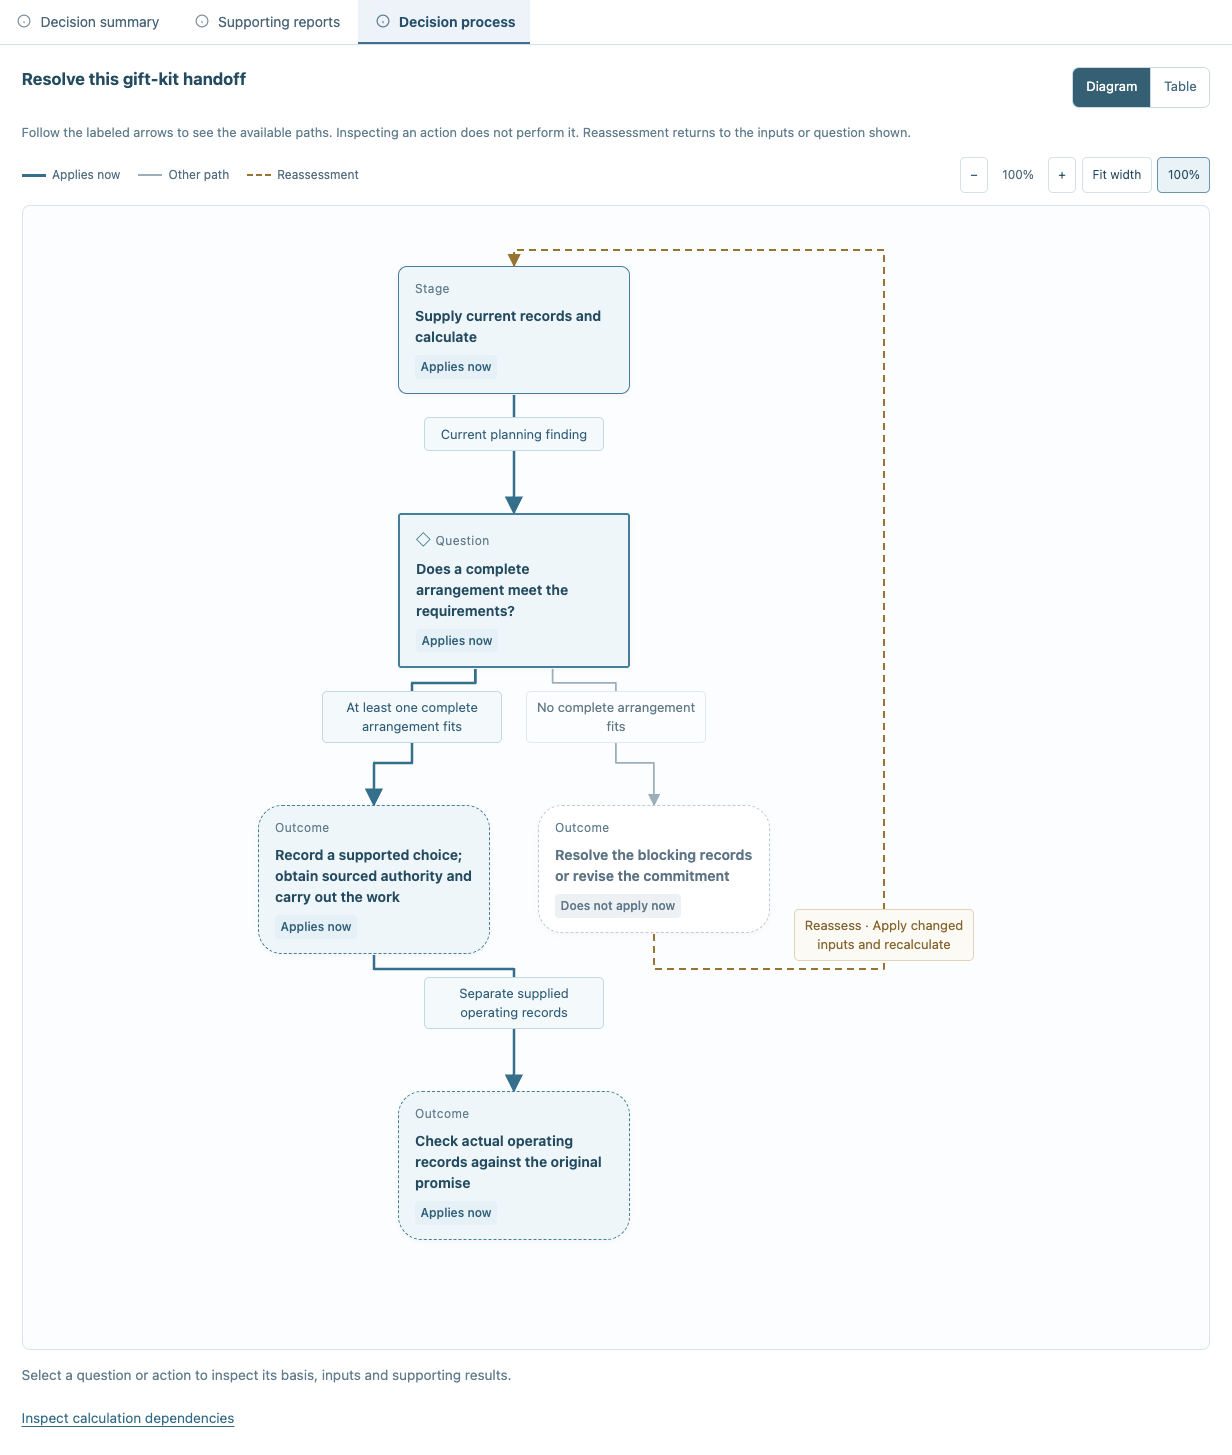 Decision summary
Supporting reports
Decision process
Resolve this gift-kit handoff
Diagram
Table
Follow the labeled arrows to see the available paths. Inspecting an action does not perform it. Reassessment returns to the inputs or question shown.
Applies now
Other path
Reassessment
−
100%
+
Fit width
100%
Stage
Supply current records and
calculate
Applies now
Current planning finding
Question
Does a complete
arrangement meet the
requirements?
Applies now
At least one complete
arrangement fits
No complete arrangement
fits
Outcome
Record a supported choice;
obtain sourced authority and
carry out the work
Applies now
Outcome
Resolve the blocking records
or revise the commitment
Does not apply now
Reassess · Apply changed
inputs and recalculate
Separate supplied
operating records
Outcome
Check actual operating
records against the original
promise
Applies now
Select a question or action to inspect its basis, inputs and supporting results.
Inspect calculation dependencies